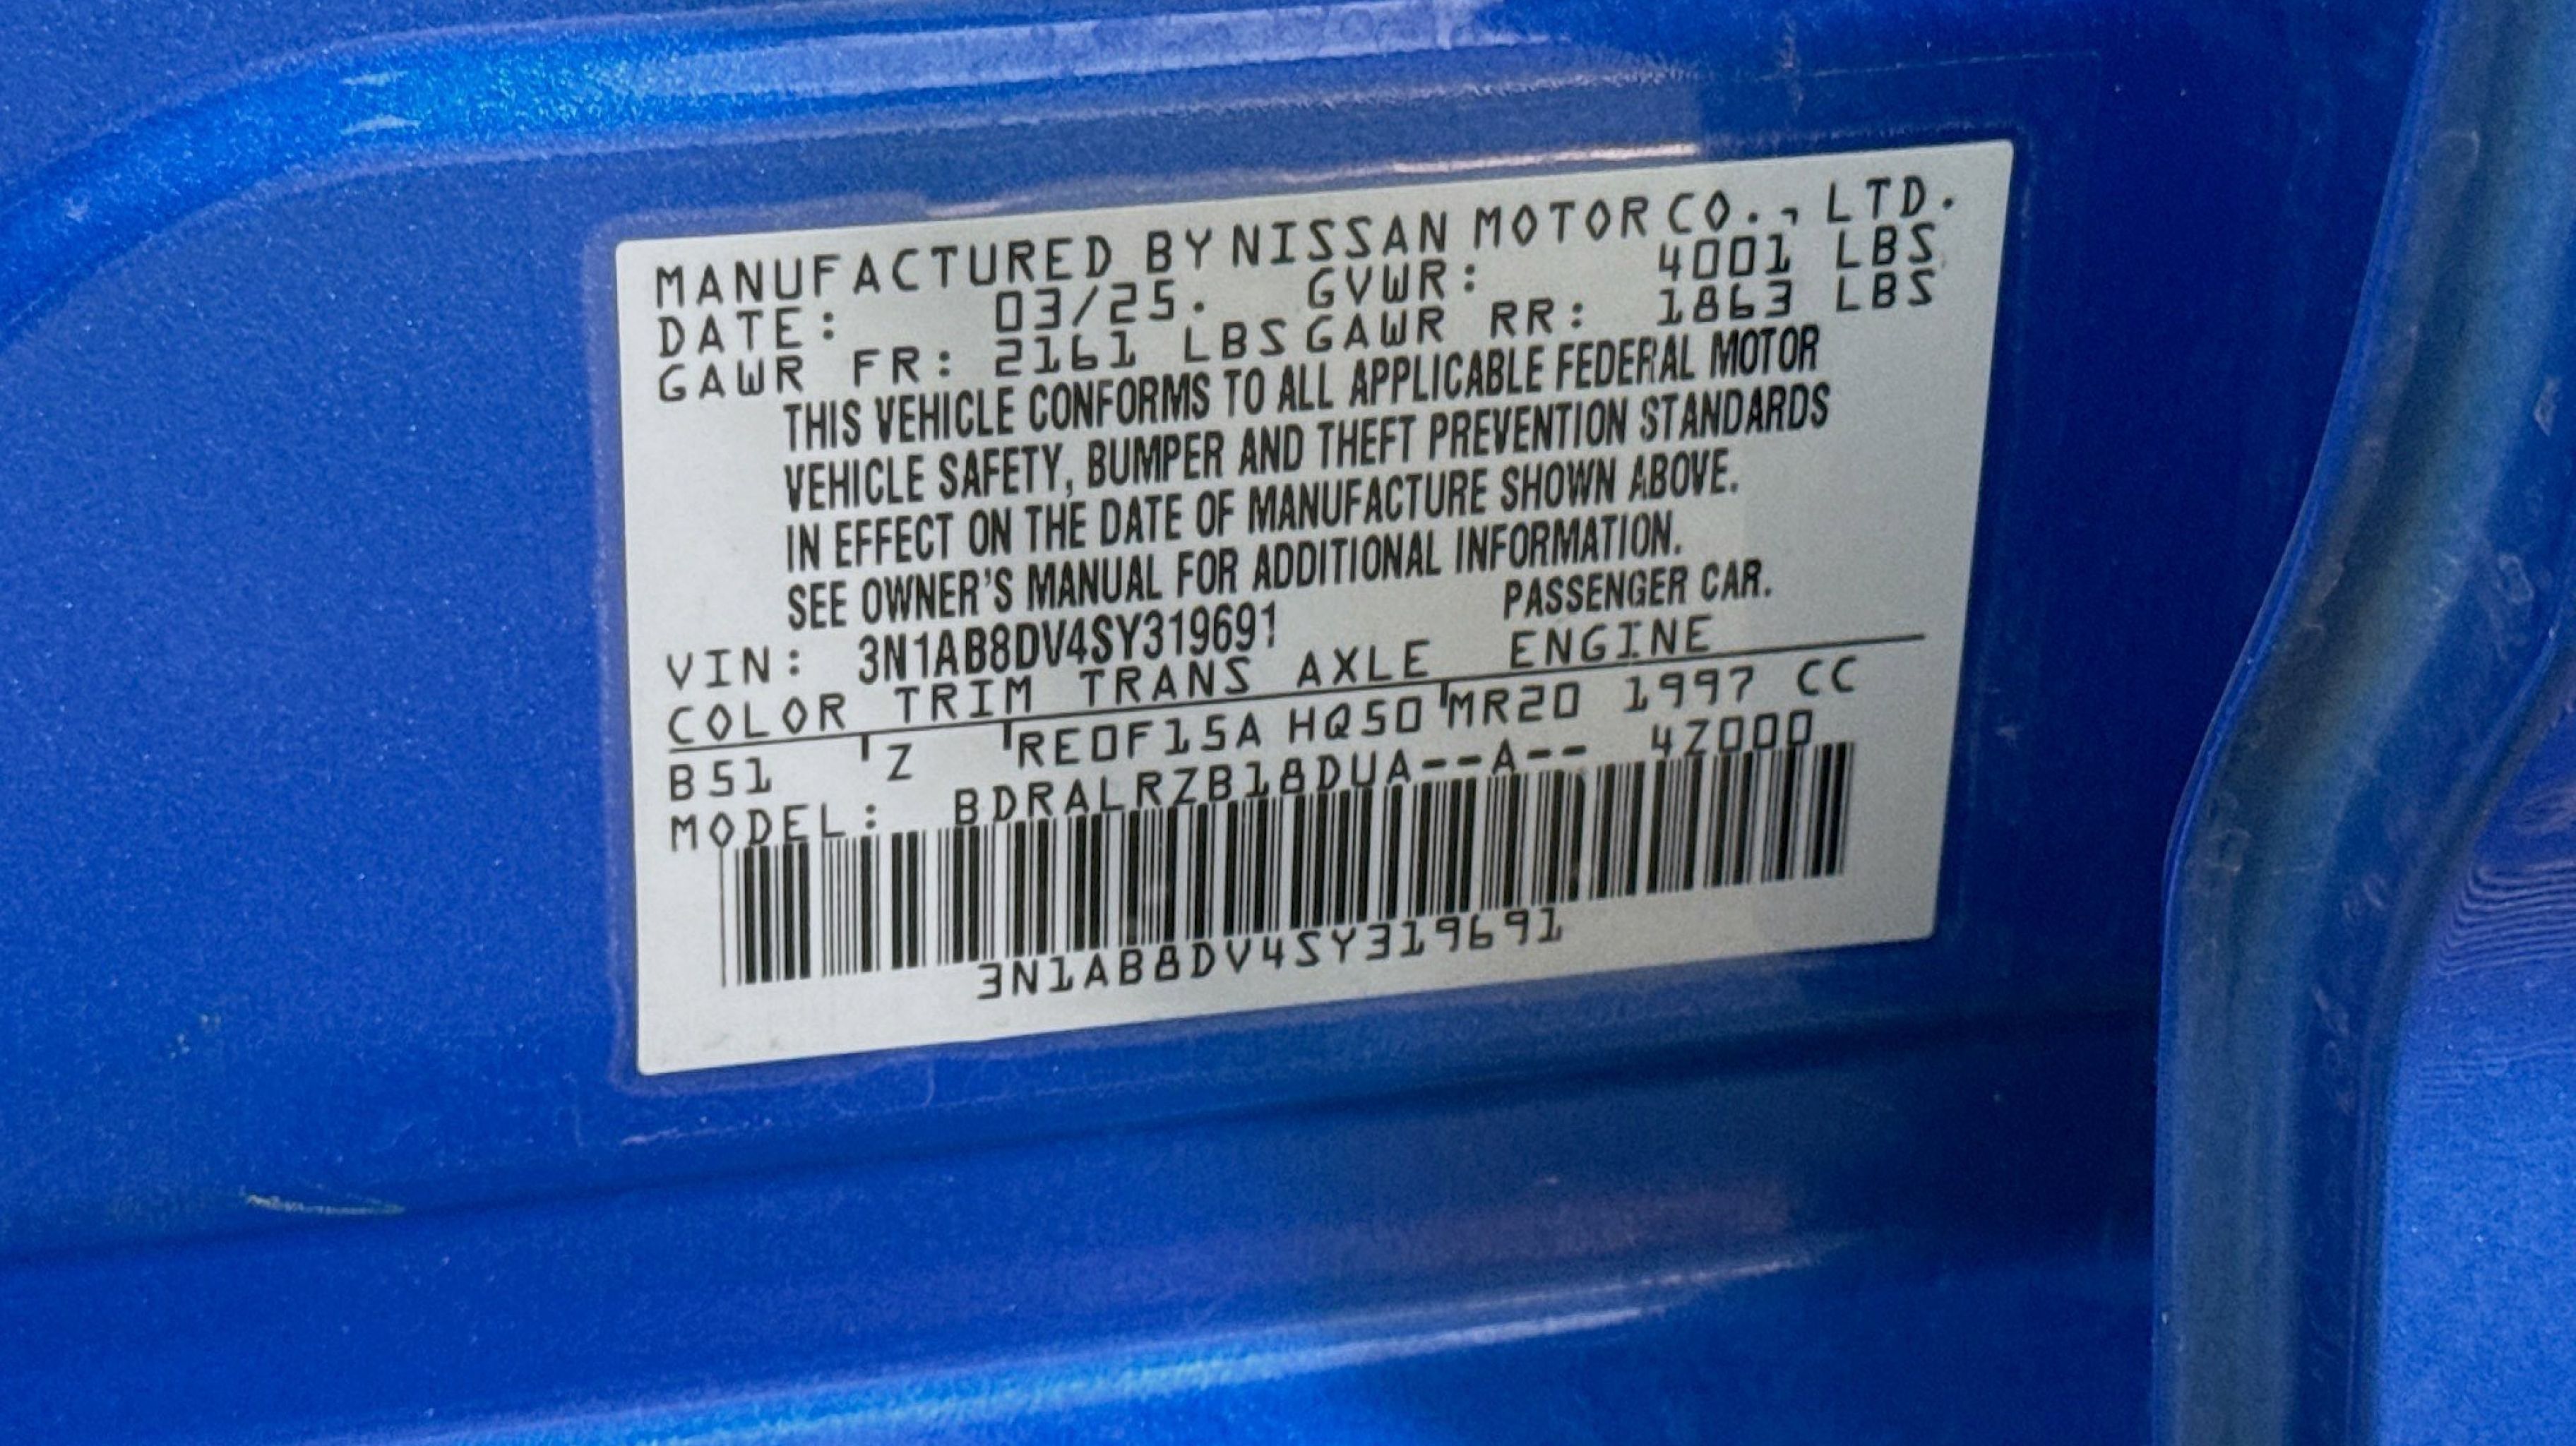 MANUFACTURED BY NISSAN MOTOR CO., LTD.
DATE: 03/25. GVWR: 4001 LBS
GAWR FR: 2161 LBS GAWR RR: 1863 LBS
THIS VEHICLE CONFORMS TO ALL APPLICABLE FEDERAL MOTOR
VEHICLE SAFETY, BUMPER AND THEFT PREVENTION STANDARDS
IN EFFECT ON THE DATE OF MANUFACTURE SHOWN ABOVE.
SEE OWNER'S MANUAL FOR ADDITIONAL INFORMATION.
VIN: 3N1AB8DV4SY319691 PASSENGER CAR.
COLOR TRIM TRANS AXLE ENGINE
B51 Z RE0F15A HQ50 MR20 1997 CC
MODEL: BDRALRZB18DUA--A-- 4Z000
3N1AB8DV4SY319691